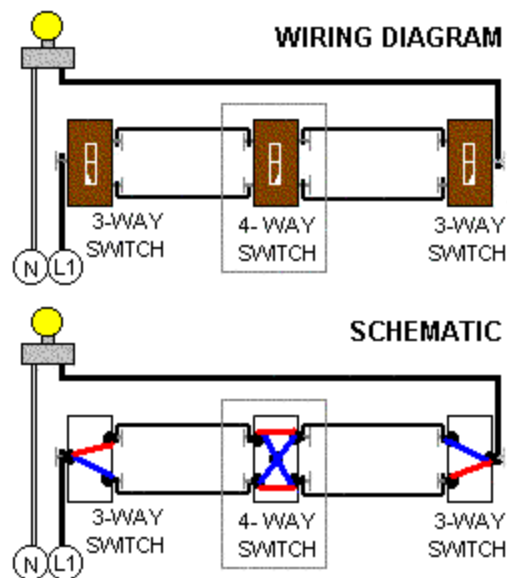 WIRING DIAGRAM
3-WAY
SWITCH
4- WAY
SWITCH
3-WAY
SWITCH
N
L1
SCHEMATIC
3-WAY
SWITCH
4- WAY
SWITCH
3-WAY
SWITCH
N
L1